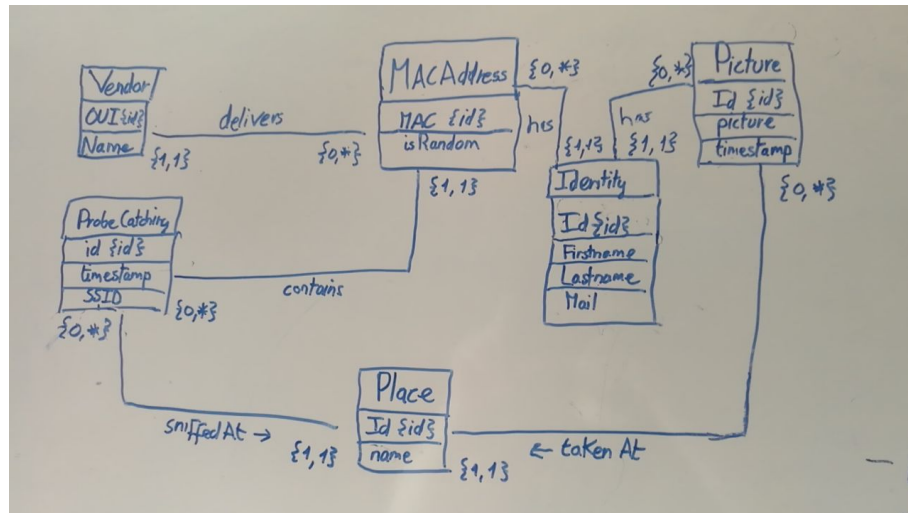 Vendor
OUI {id}
Name
{1,1}
delivers
{0,*}
MACAddress
MAC {id}
isRandom
{1,1}
{0,*}
has
{1,1}
Identity
Id {id}
Firstname
Lastname
Mail
{0,*}
has
{1,1}
Picture
Id {id}
picture
timestamp
{0,*}
ProbeCatching
id {id}
timestamp
SSID
{0,*}
{0,*}
contains
sniffedAt →
{1,1}
Place
Id {id}
name
{1,1}
← taken At